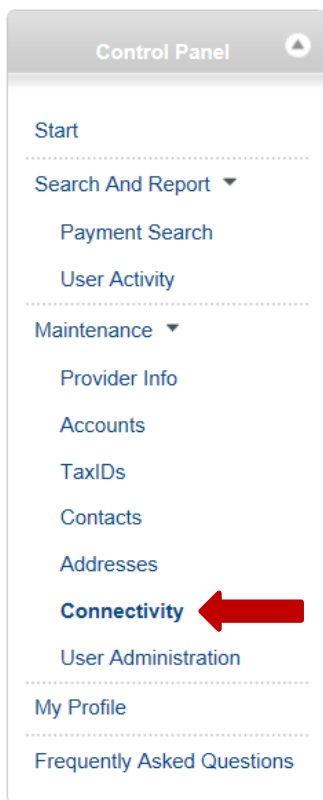 Control Panel
Start
Search And Report
Payment Search
User Activity
Maintenance
Provider Info
Accounts
TaxIDs
Contacts
Addresses
Connectivity
User Administration
My Profile
Frequently Asked Questions